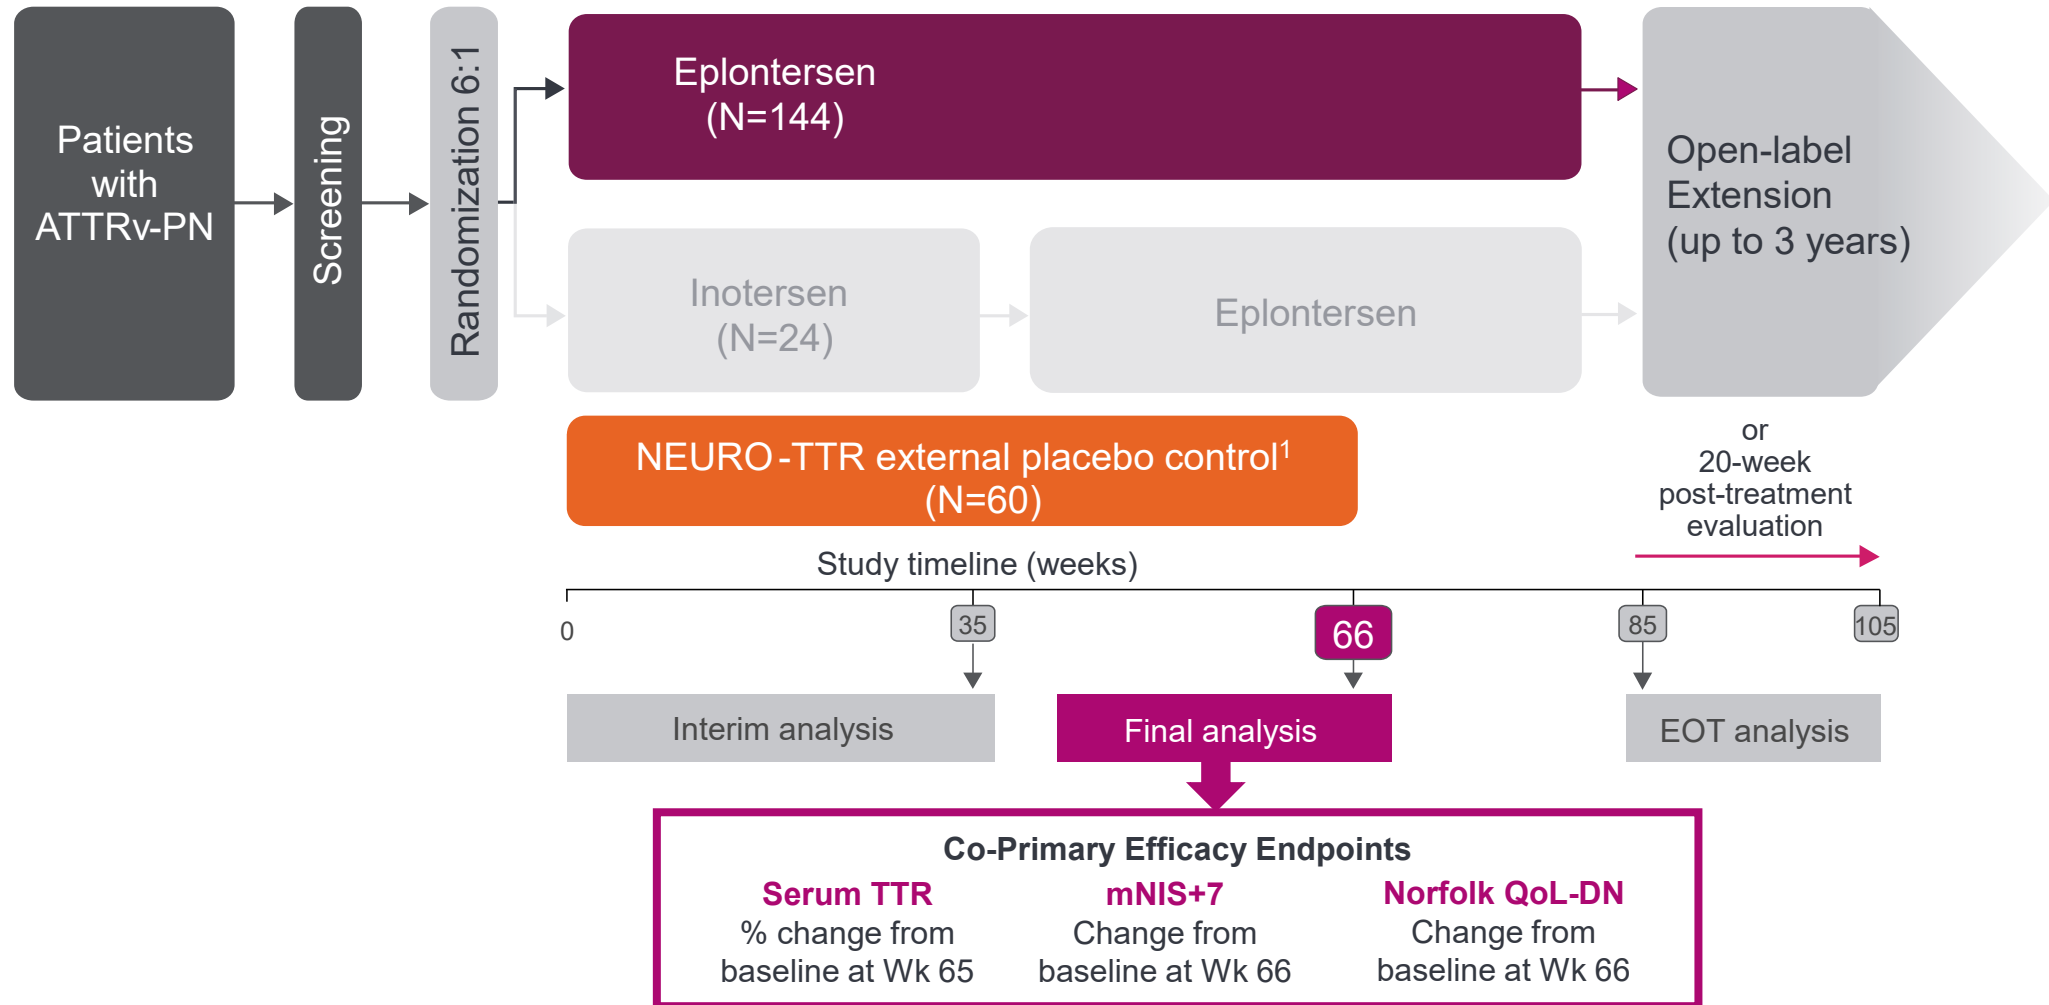 Patients
with
ATTRv-PN
Screening
Randomization 6:1
Eplontersen
(N=144)
Inotersen
(N=24)
Eplontersen
Open-label
Extension
(up to 3 years)
NEURO-TTR external placebo control¹
(N=60)
or
20-week
post-treatment
evaluation
Study timeline (weeks)
0
35
66
85
105
Interim analysis
Final analysis
EOT analysis
Co-Primary Efficacy Endpoints
Serum TTR
% change from
baseline at Wk 65
mNIS+7
Change from
baseline at Wk 66
Norfolk QoL-DN
Change from
baseline at Wk 66